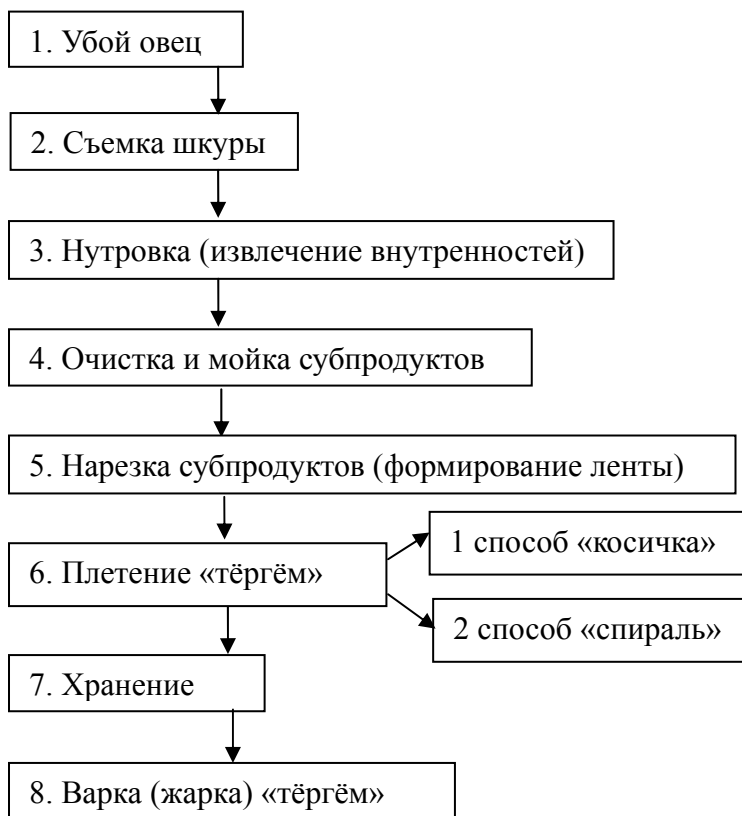 1. Убой овец
2. Съемка шкуры
3. Нутровка (извлечение внутренностей)
4. Очистка и мойка субпродуктов
5. Нарезка субпродуктов (формирование ленты)
1 способ «косичка»
6. Плетение «тёргём»
2 способ «спираль»
7. Хранение
8. Варка (жарка) «тёргём»